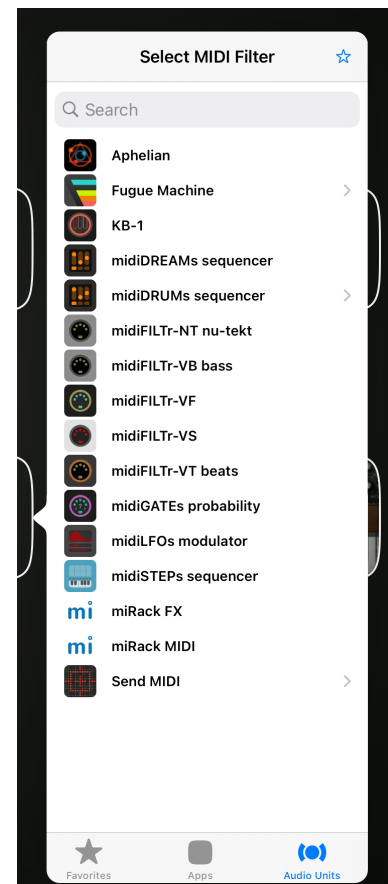 Select MIDI Filter
Search
Aphelian
Fugue Machine
KB-1
midiDREAMs sequencer
midiDRUMs sequencer
midiFILTr-NT nu-tekt
midiFILTr-VB bass
midiFILTr-VF
midiFILTr-VS
midiFILTr-VT beats
midiGATEs probability
midiLFOs modulator
midiSTEPs sequencer
mi miRack FX
mi miRack MIDI
Send MIDI
Favorites Apps Audio Units